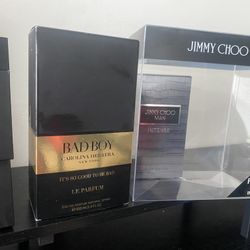 BAD BOY
CAROLINA HERRERA
NEW YORK
IT'S SO GOOD TO BE BAD
LE PARFUM
JIMMY CHOO
JIMMY CHOO
MAN